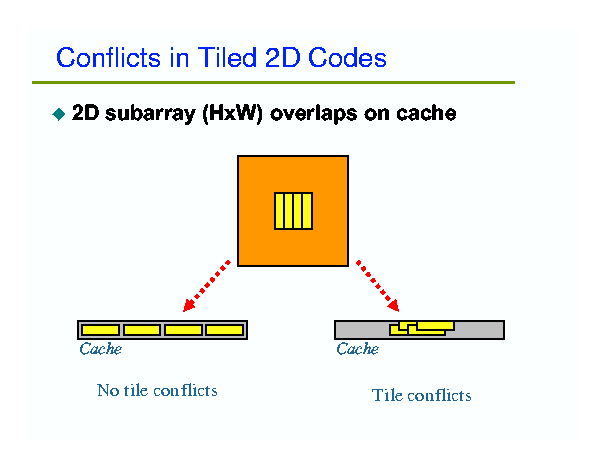 Conflicts in Tiled 2D Codes
2D subarray (HxW) overlaps on cache
Cache
Cache
No tile conflicts
Tile conflicts